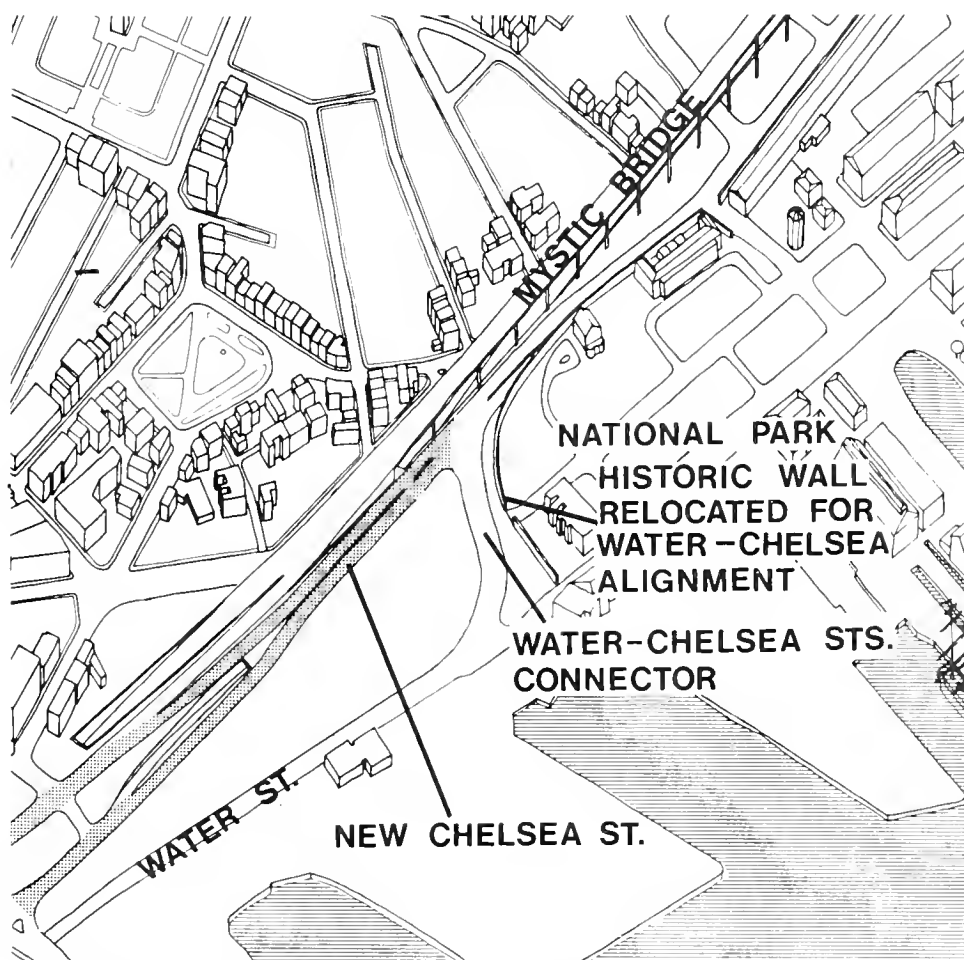 MYSTIC BRIDGE
NATIONAL PARK
HISTORIC WALL
RELOCATED FOR
WATER-CHELSEA
ALIGNMENT
WATER-CHELSEA STS.
CONNECTOR
WATER ST.
NEW CHELSEA ST.